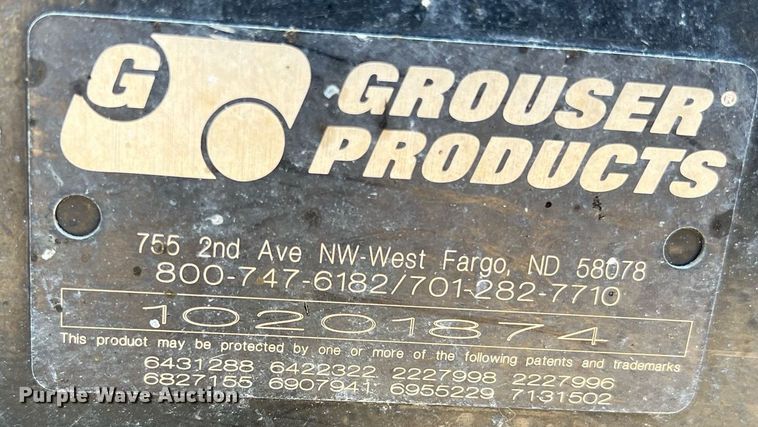 G
GROUSER®
PRODUCTS
755 2nd Ave NW-West Fargo, ND 58078
800-747-6182/701-282-7710
10201874
This product may be protected by one or more of the following patents and trademarks
6431288 6422322 2227998 2227996
6827155 6907941 6955229 7131502
Purple Wave Auction